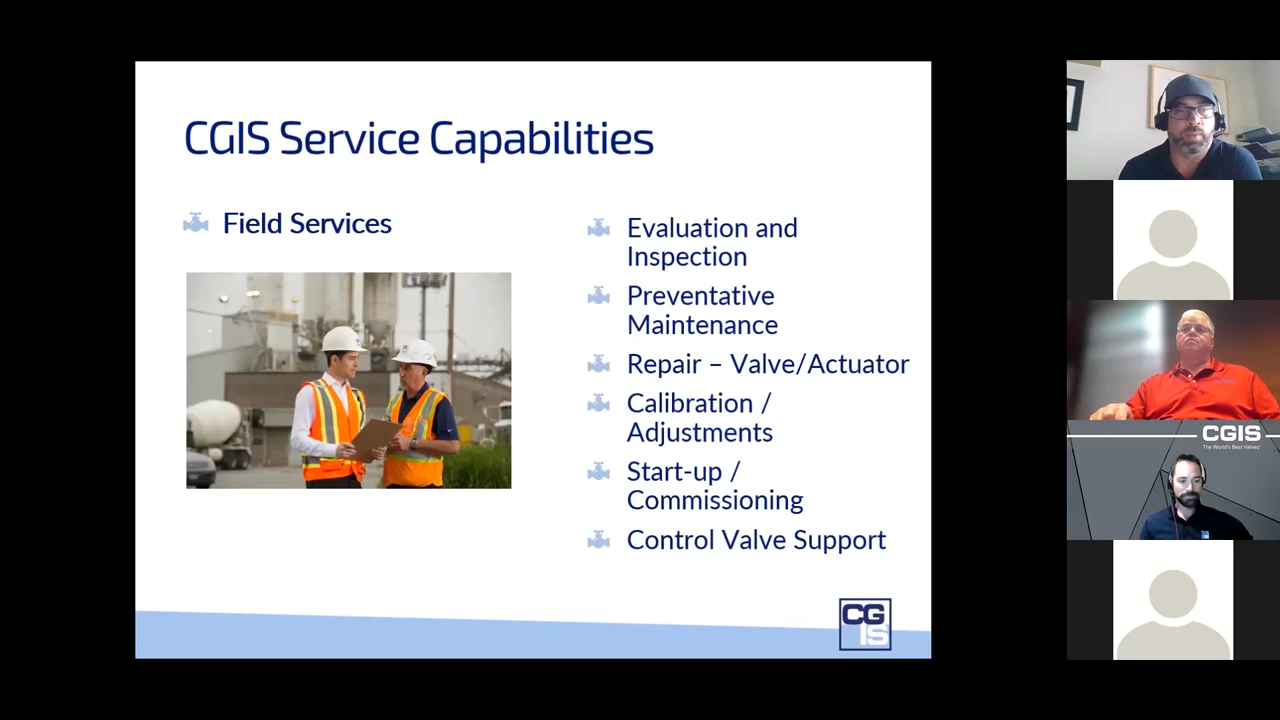 CGIS Service Capabilities
Field Services
Evaluation and
Inspection
Preventative
Maintenance
Repair – Valve/Actuator
Calibration /
Adjustments
Start-up /
Commissioning
Control Valve Support
CG
IS
CGIS
The World's Best Valves